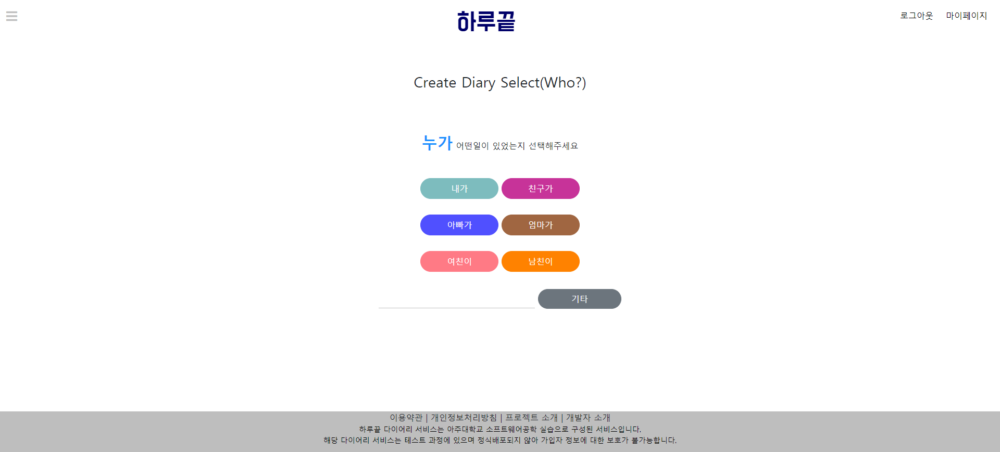 하루끝
로그아웃 마이페이지
Create Diary Select(Who?)
누가 어떤일이 있었는지 선택해주세요
내가 친구가
아빠가 엄마가
여친이 남친이
기타
이용약관 | 개인정보처리방침 | 프로젝트 소개 | 개발자 소개
하루끝 다이어리 서비스는 아주대학교 소프트웨어공학 실습으로 구성된 서비스입니다.
해당 다이어리 서비스는 테스트 과정에 있으며 정식배포되지 않아 가입자 정보에 대한 보호가 불가능합니다.